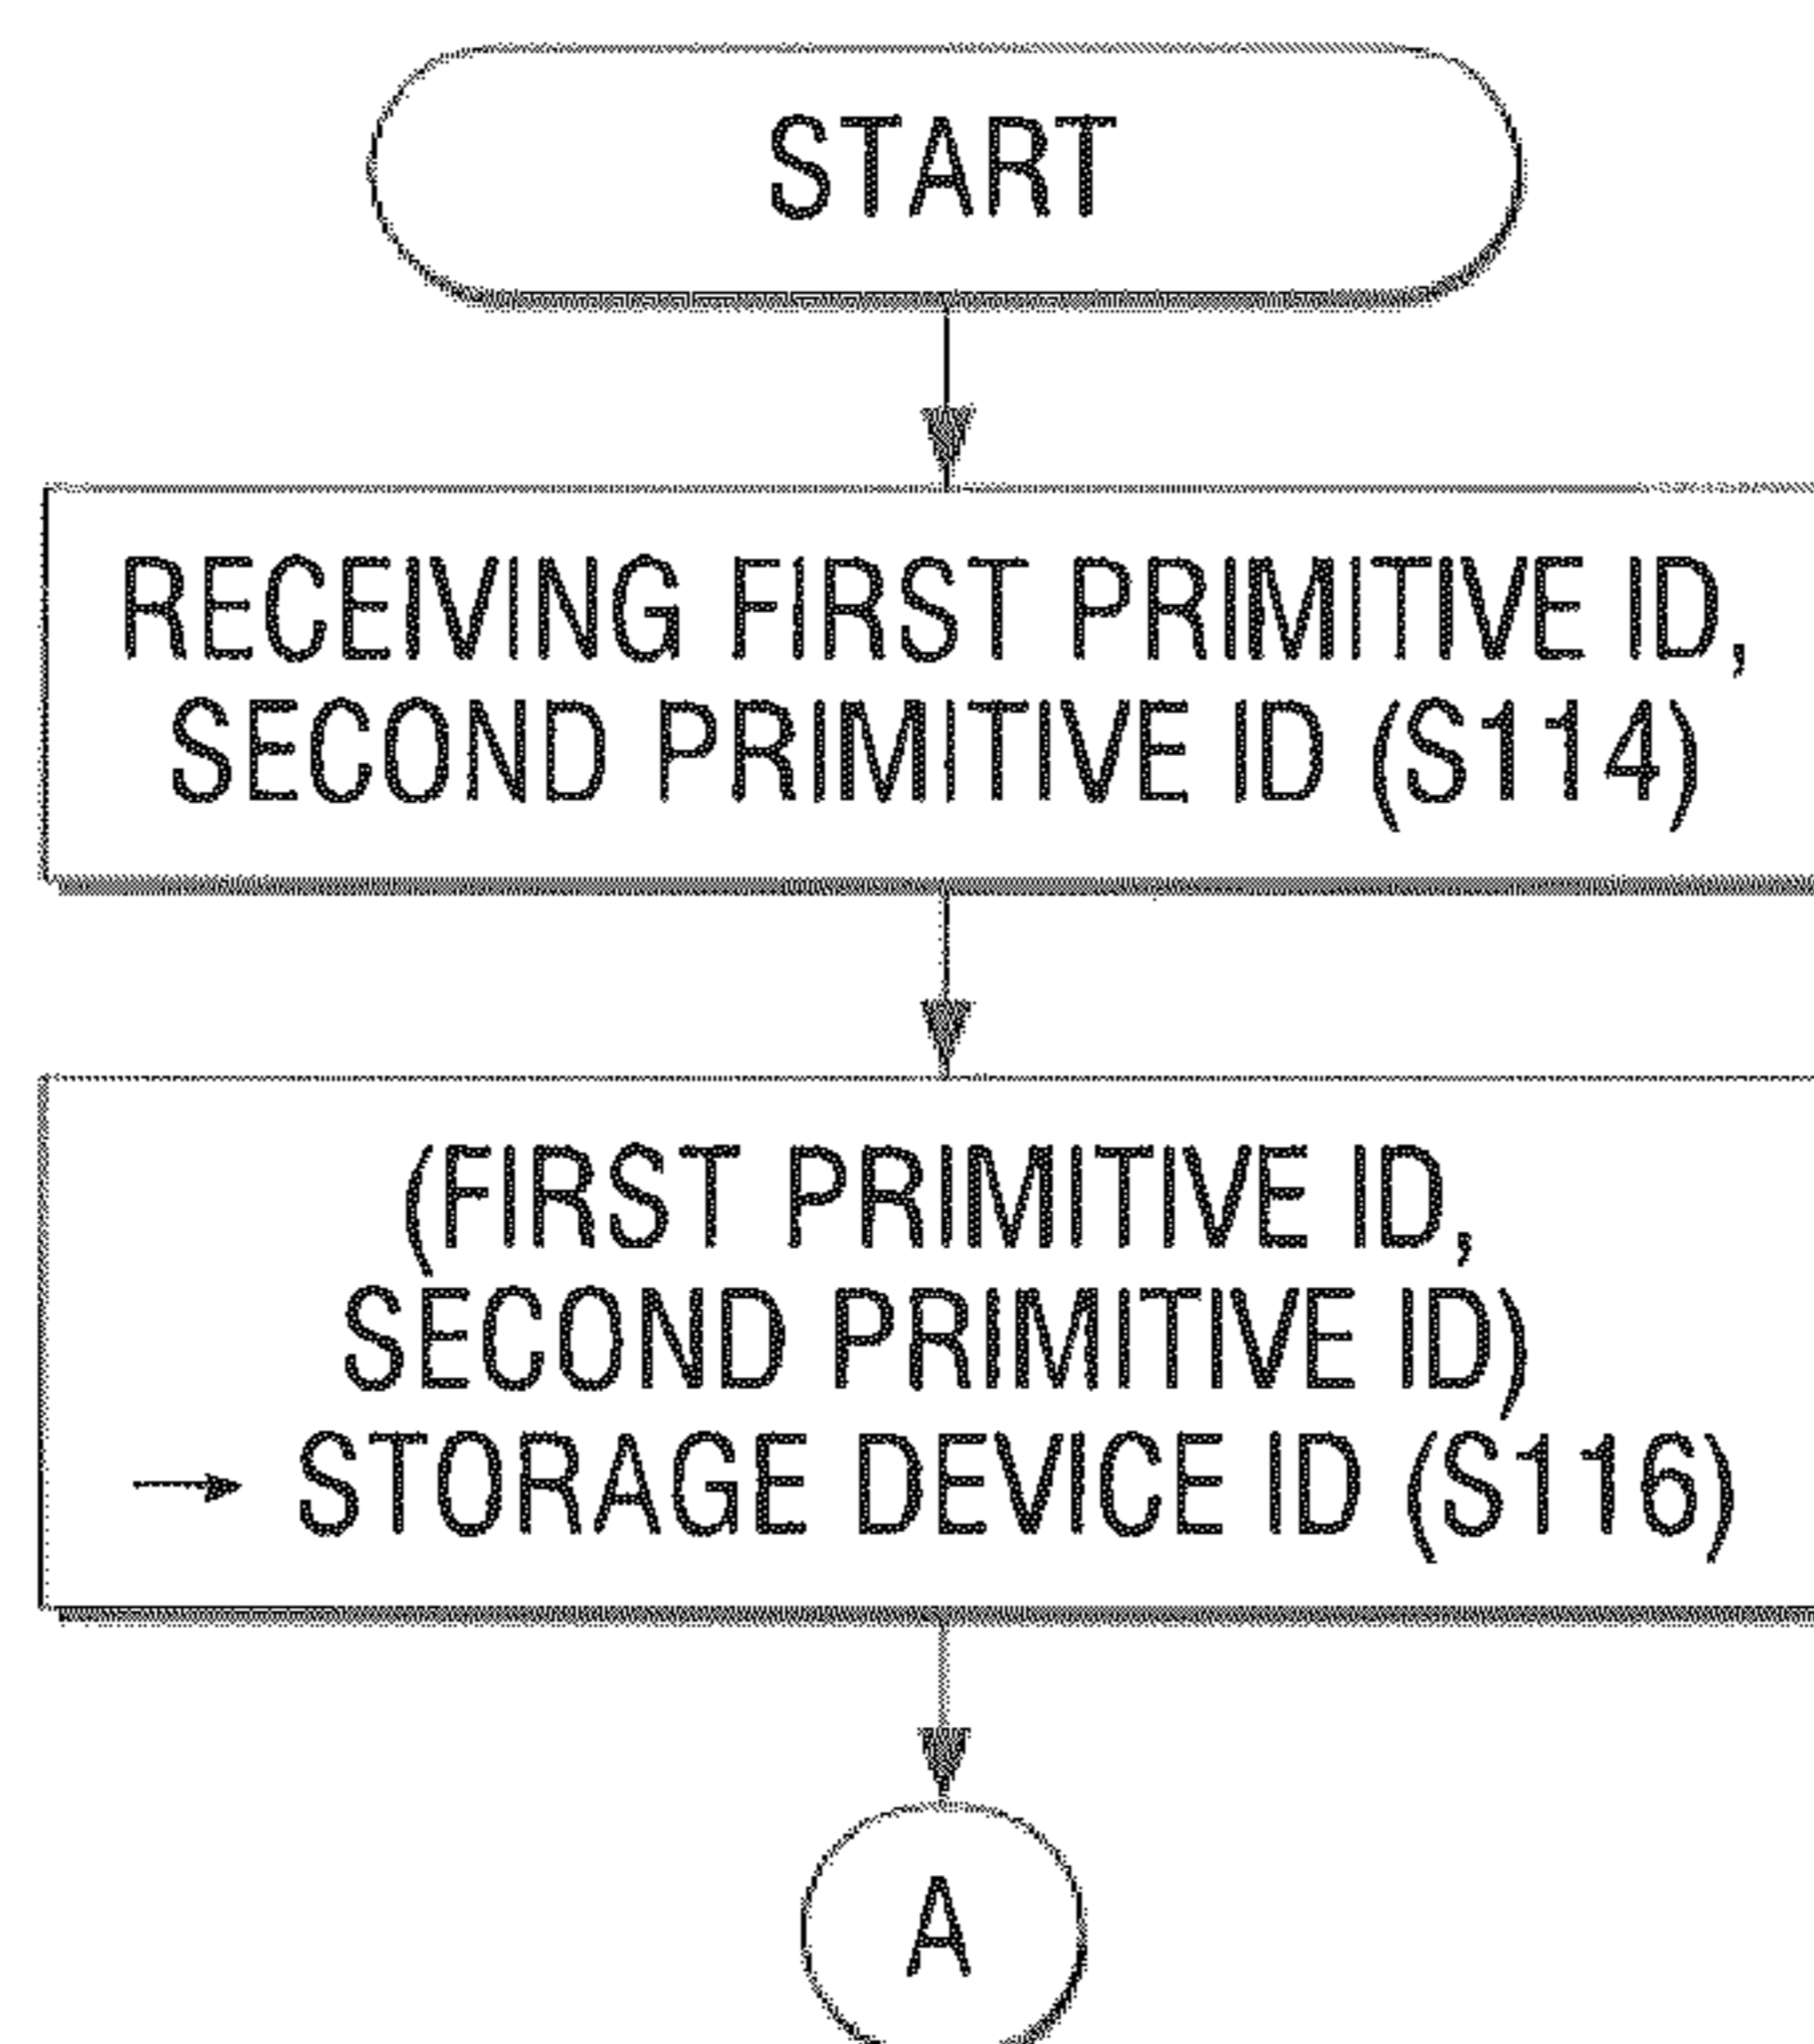 START
RECEIVING FIRST PRIMITIVE ID,
SECOND PRIMITIVE ID (S114)
(FIRST PRIMITIVE ID,
SECOND PRIMITIVE ID)
→ STORAGE DEVICE ID (S116)
A